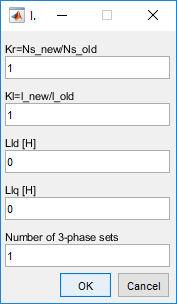 I.
Kr=Ns_new/Ns_old
1
Kl=l_new/l_old
1
Lld [H]
0
Llq [H]
0
Number of 3-phase sets
1
OK
Cancel